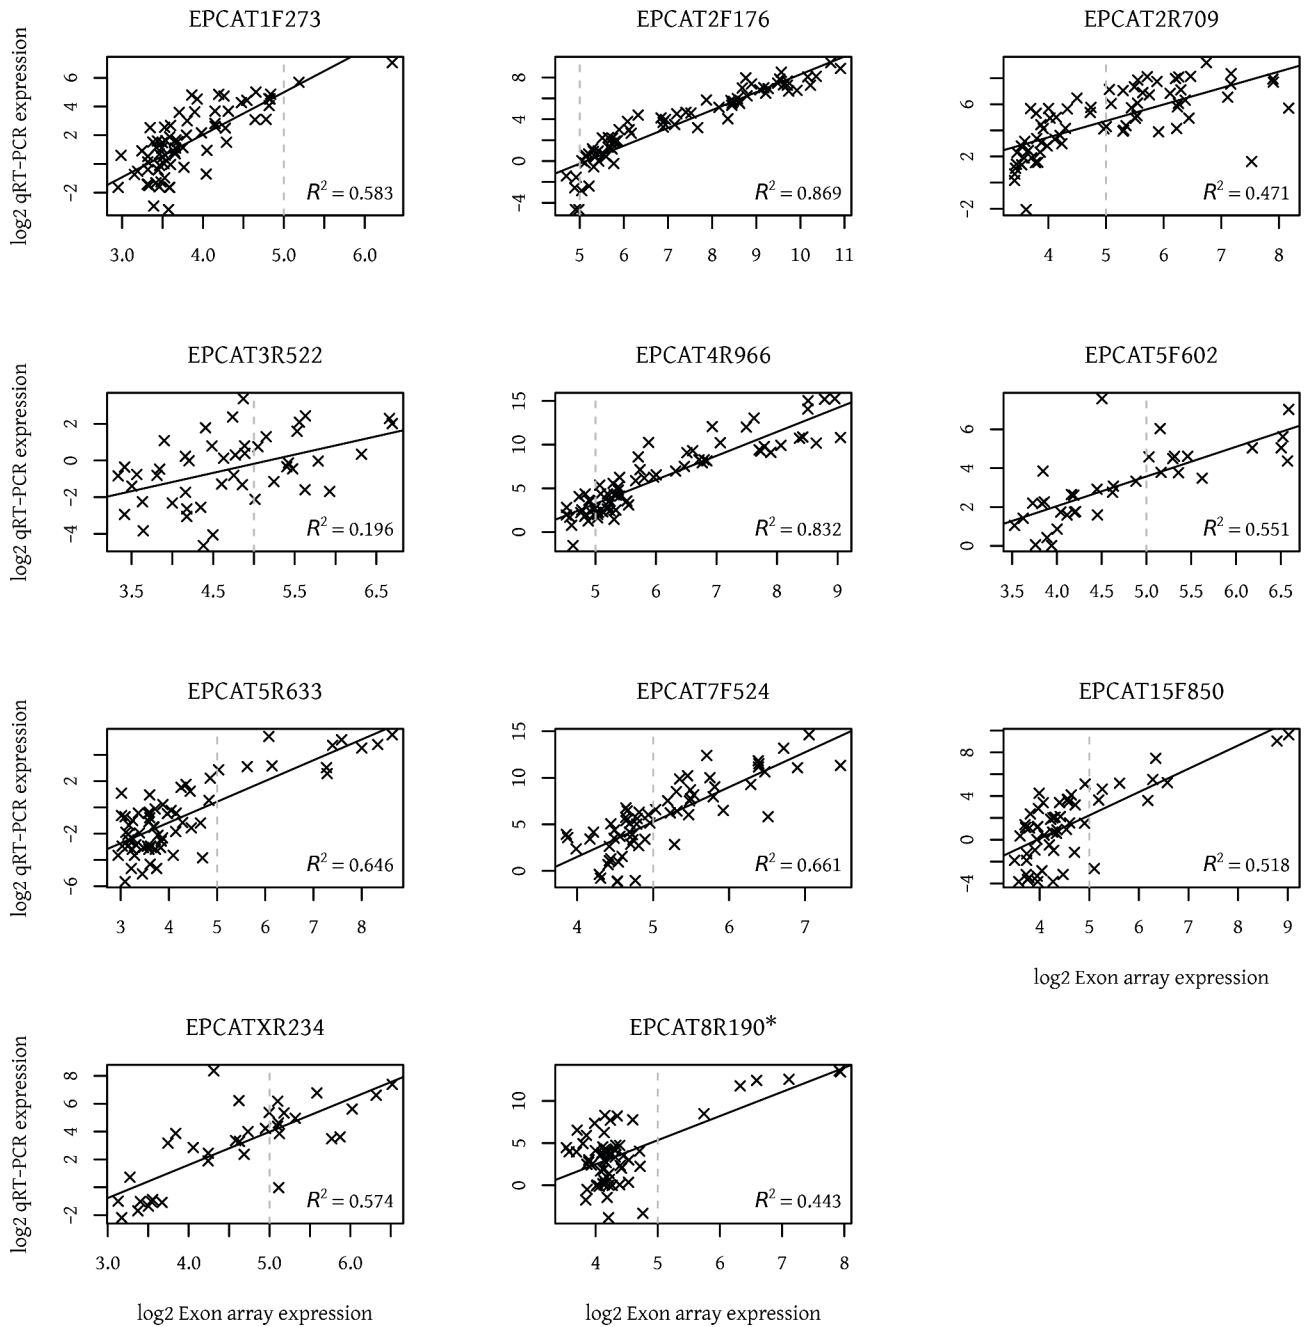 EPCAT1F273 EPCAT2F176 EPCAT2R709
log2 qRT-PCR expression
6
4
2
-2
R² = 0.583
3.0 4.0 5.0 6.0
8
4
0
-4
R² = 0.869
5 6 7 8 9 10 11
6
2
-2
R² = 0.471
4 5 6 7 8
EPCAT3R522 EPCAT4R966 EPCAT5F602
log2 qRT-PCR expression
2
0
-2
-4
R² = 0.196
3.5 4.5 5.5 6.5
15
10
5
0
R² = 0.832
5 6 7 8 9
6
4
2
0
R² = 0.551
3.5 4.0 4.5 5.0 5.5 6.0 6.5
EPCAT5R633 EPCAT7F524 EPCAT15F850
log2 qRT-PCR expression
2
-2
-6
R² = 0.646
3 4 5 6 7 8
15
10
5
0
R² = 0.661
4 5 6 7
8
4
0
-4
R² = 0.518
4 5 6 7 8 9
log2 Exon array expression
EPCATXR234 EPCAT8R190*
log2 qRT-PCR expression
8
6
4
2
-2
R² = 0.574
3.0 4.0 5.0 6.0
log2 Exon array expression
10
5
0
R² = 0.443
4 5 6 7 8
log2 Exon array expression